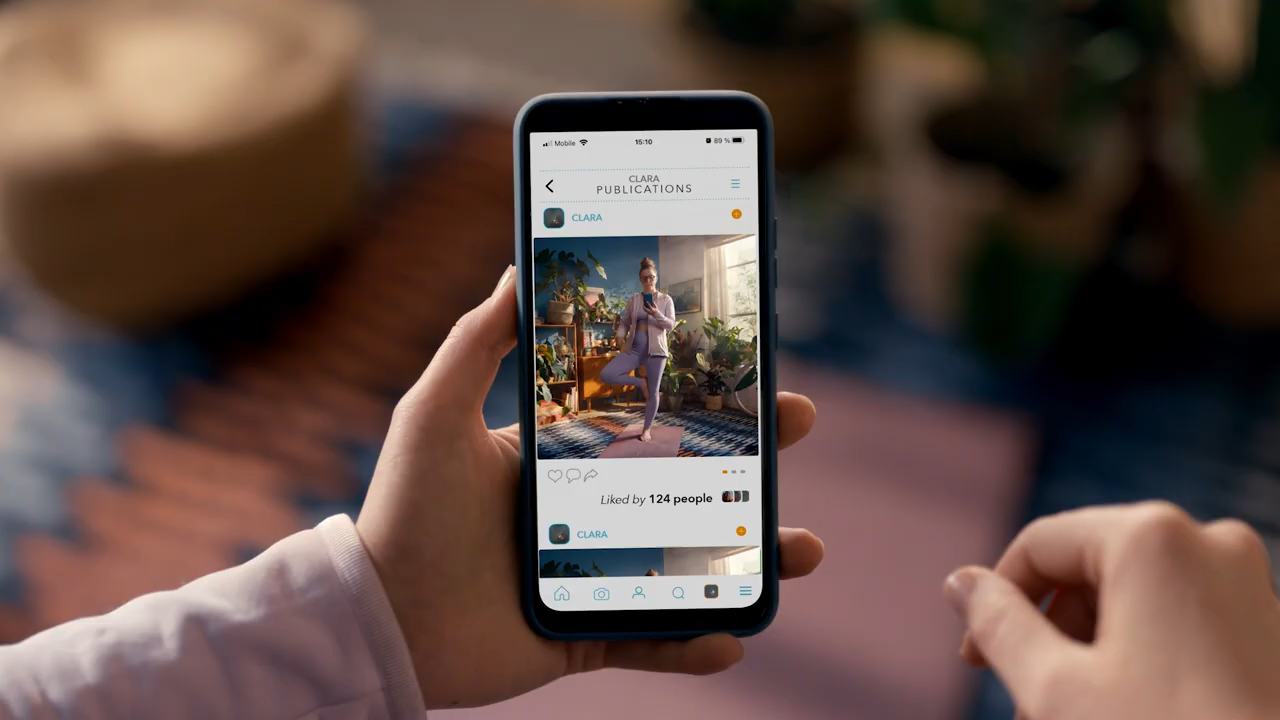 Mobile 15:10 89 %
CLARA
PUBLICATIONS
CLARA
Liked by 124 people
CLARA